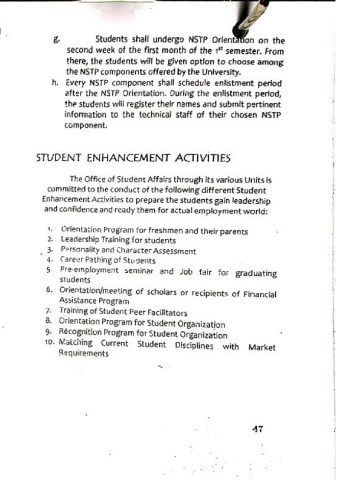 g. Students shall undergo NSTP Orientation on the
second week of the first month of the 1st semester. From
there, the students will be given option to choose among
the NSTP components offered by the University.
h. Every NSTP component shall schedule enlistment period
after the NSTP Orientation. During the enlistment period,
the students will register their names and submit pertinent
information to the technical staff of their chosen NSTP
component.
STUDENT ENHANCEMENT ACTIVITIES
The Office of Student Affairs through its various Units is
committed to the conduct of the following different Student
Enhancement Activities to prepare the students gain leadership
and confidence and ready them for actual employment world:
1. Orientation Program for freshmen and their parents
2. Leadership Training for students
3. Personality and Character Assessment
4. Career Pathing of Students
5. Pre-employment seminar and Job fair for graduating
students
6. Orientation/meeting of scholars or recipients of Financial
Assistance Program
7. Training of Student Peer Facilitators
8. Orientation Program for Student Organization
9. Recognition Program for Student Organization
10. Matching Current Student Disciplines with Market
Requirements
47